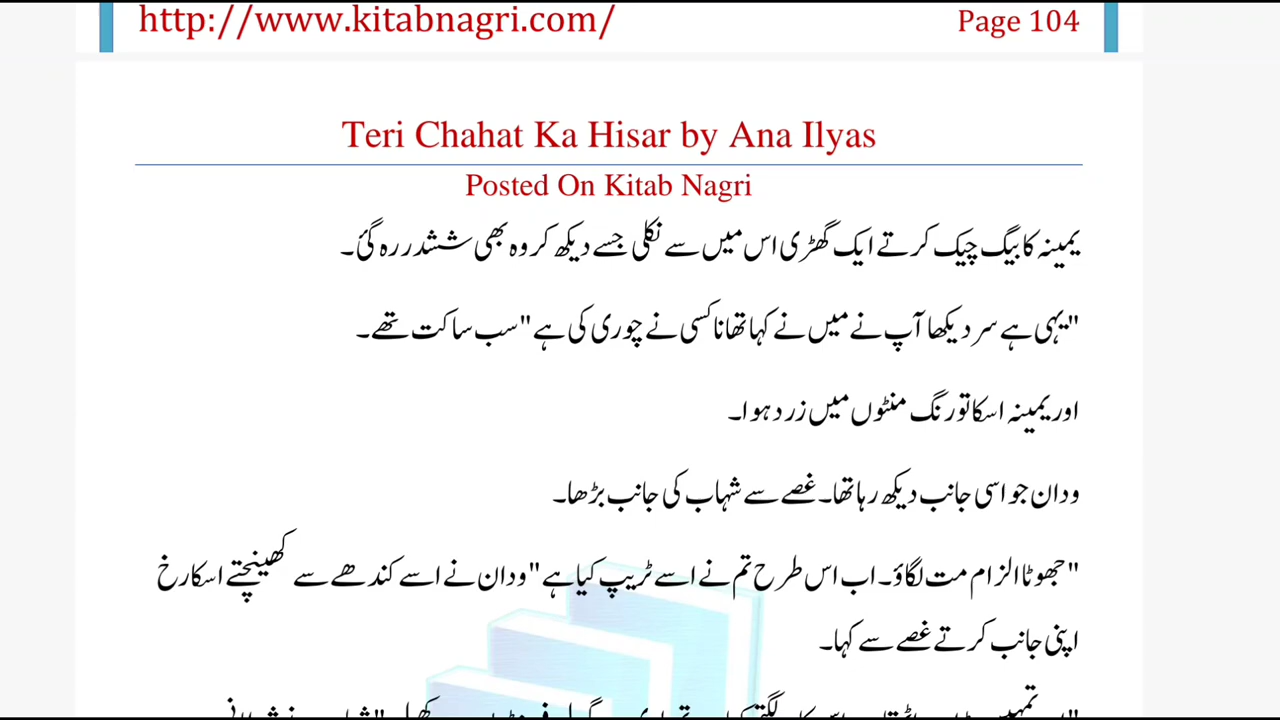 http://www.kitabnagri.com/ Page 104
Teri Chahat Ka Hisar by Ana Ilyas
Posted On Kitab Nagri
یمینہ کا بیگ چیک کرتے ایک گھڑی اس میں سے نکلی جسے دیکھ کر وہ بھی ششدر رہ گئ۔
"یہی ہے سر دیکھا آپ نے میں نے کہا تھا نا کسی نے چوری کی ہے" سب ساکت تھے۔
اور یمینہ اسکا تو رنگ منٹوں میں زرد ہوا۔
ودان جو اسی جانب دیکھ رہا تھا۔ غصے سے شہاب کی جانب بڑھا۔
"جھوٹا الزام مت لگاؤ۔ اب اس طرح تم نے اسے ٹریپ کیا ہے" ودان نے اسے کندھے سے کھینچتے اسکا رخ
اپنی جانب کرتے غصے سے کہا۔